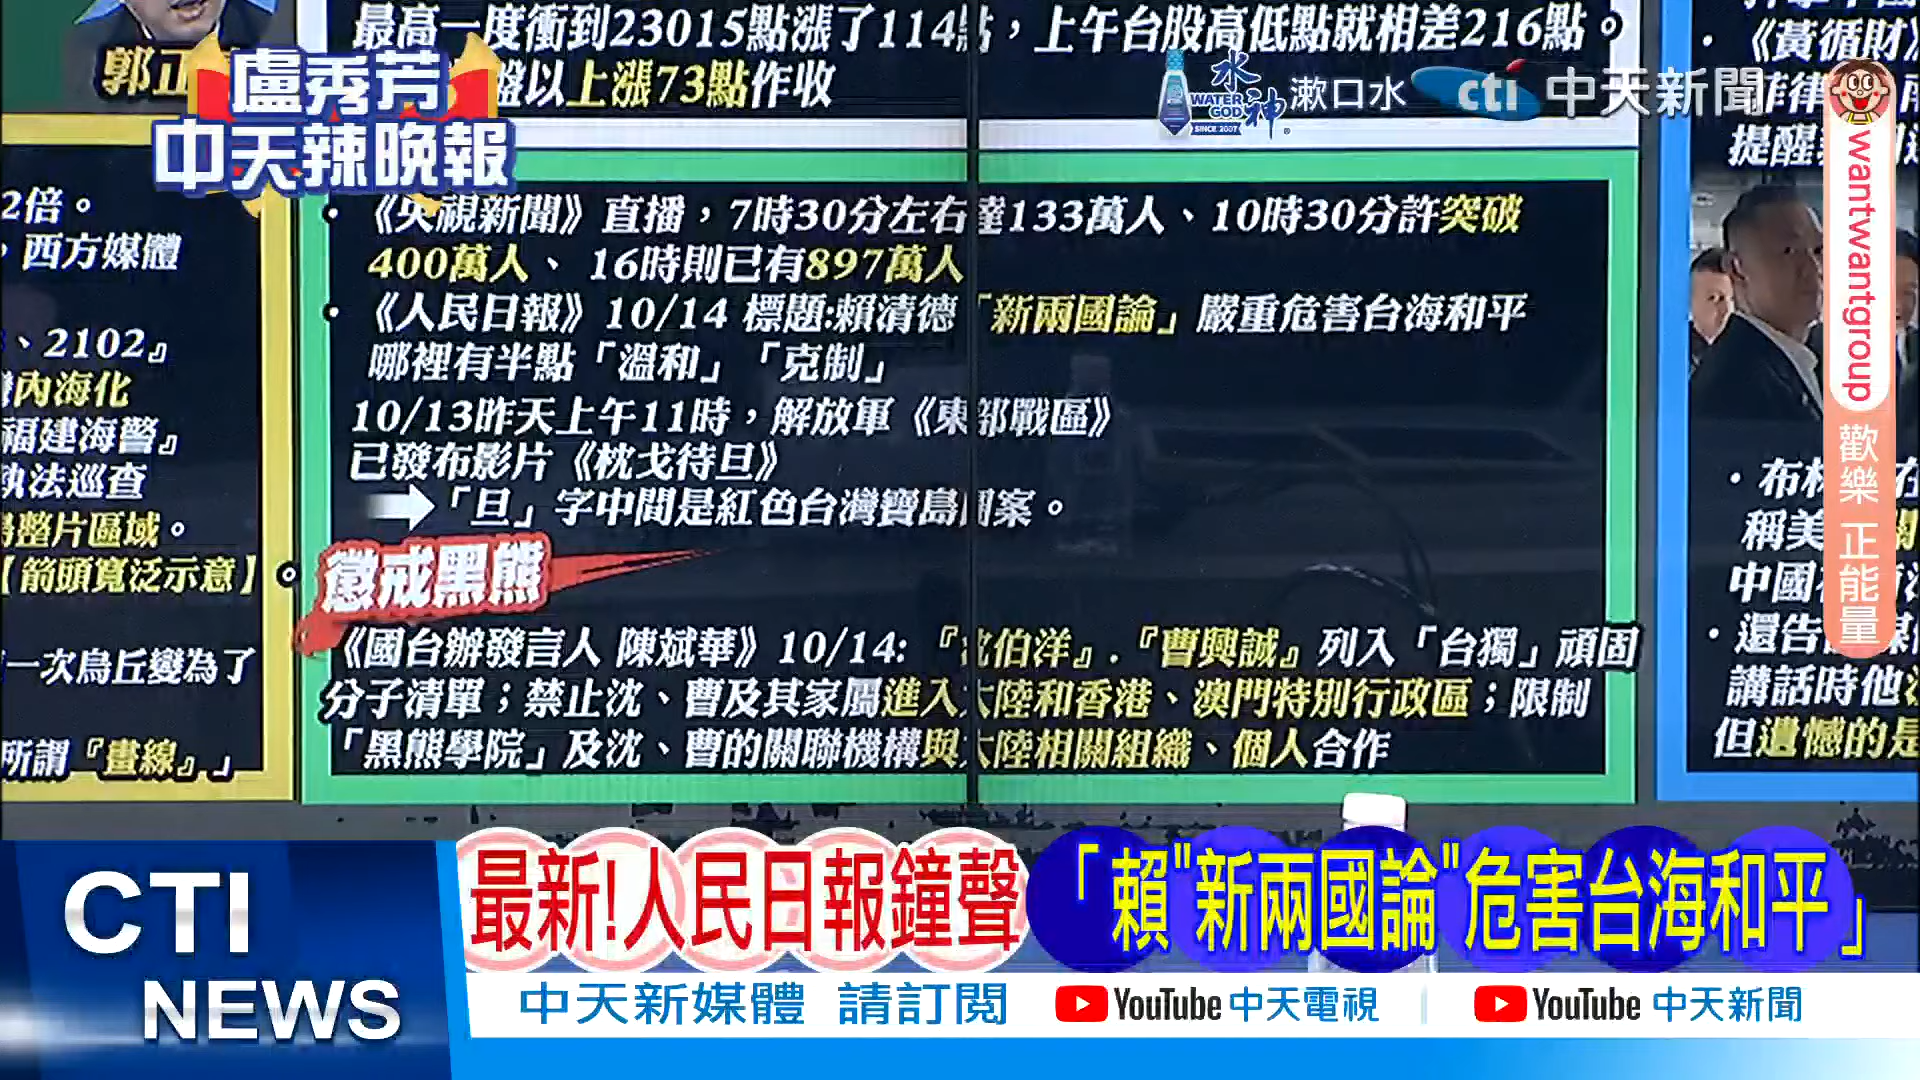 最高一度衝到23015點漲了114點，上午台股高低點就相差216點。
盤以上漲73點作收
郭正
盧秀芳
中天辣晚報
WATER GOD
水神
SINCE 2007
漱口水
cti 中天新聞
wantwantgroup
歡樂 正能量
2倍。
，西方媒體
、2102』
內海化
福建海警』
執法巡查
整片區域。
【箭頭寬泛示意】。
一次烏丘變為了
所謂『畫線』」
・《央視新聞》直播，7時30分左右達133萬人、10時30分許突破
400萬人、16時則已有897萬人
・《人民日報》10/14 標題:賴清德「新兩國論」嚴重危害台海和平
哪裡有半點「溫和」「克制」
10/13昨天上午11時，解放軍《東部戰區》
已發布影片《枕戈待旦》
「旦」字中間是紅色台灣寶島圖案。
懲戒黑熊
《國台辦發言人 陳斌華》10/14: 『沈伯洋』.『曹興誠』列入「台獨」頑固
分子清單；禁止沈、曹及其家屬進入大陸和香港、澳門特別行政區；限制
「黑熊學院」及沈、曹的關聯機構與大陸相關組織、個人合作
・《黃循財》
菲律
提醒
・布林
稱美
中國
・還告
講話時他
但遺憾的是
CTI
NEWS
最新!人民日報鐘聲 「賴"新兩國論"危害台海和平」
中天新媒體 請訂閱 YouTube 中天電視 YouTube 中天新聞